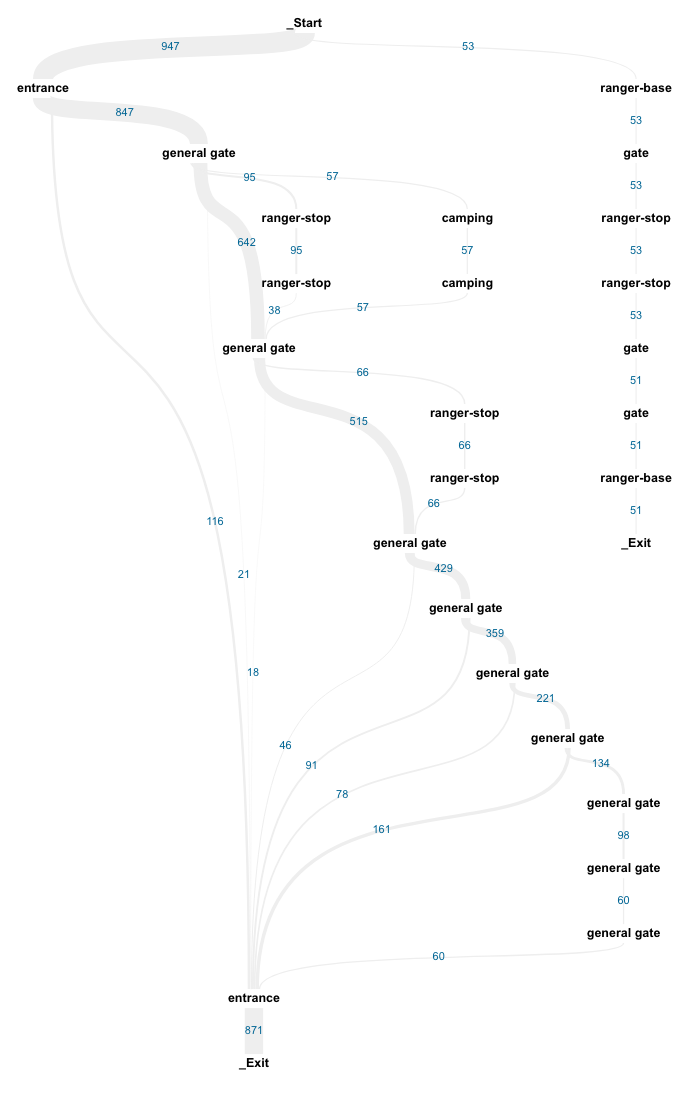 _Start
947
53
entrance
ranger-base
847
53
general gate
gate
95
57
53
ranger-stop
camping
ranger-stop
642
95
57
53
ranger-stop
camping
ranger-stop
38
57
53
general gate
gate
66
51
515
ranger-stop
gate
66
51
ranger-stop
ranger-base
66
51
116
general gate
_Exit
21
429
general gate
359
18
general gate
221
46
general gate
91
134
78
general gate
161
98
general gate
60
general gate
60
entrance
871
_Exit